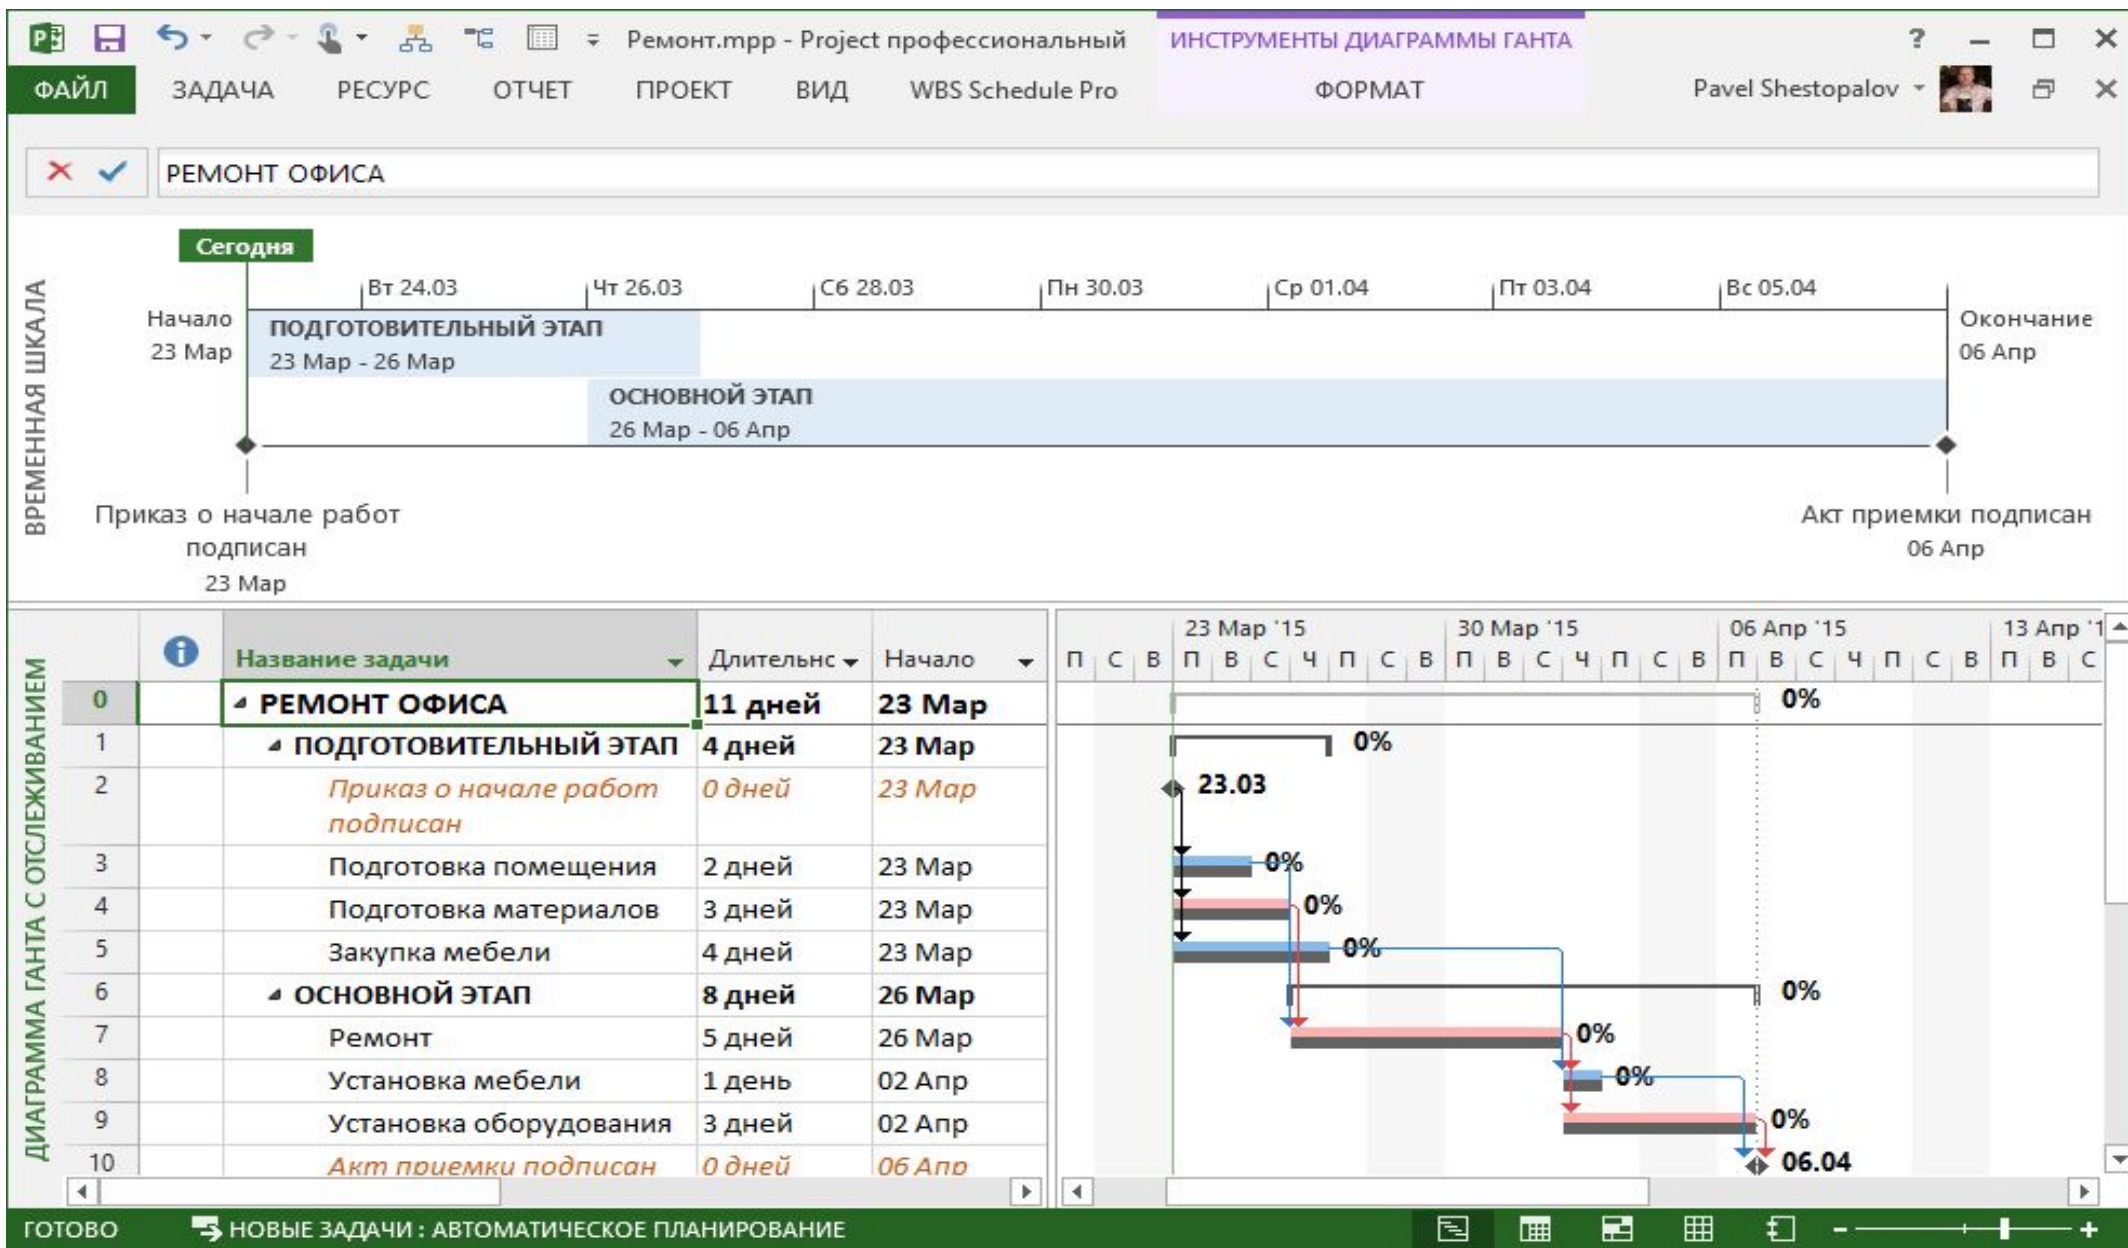 Ремонт.mpp - Project профессиональный
ИНСТРУМЕНТЫ ДИАГРАММЫ ГАНТА
?
ФАЙЛ ЗАДАЧА РЕСУРС ОТЧЕТ ПРОЕКТ ВИД WBS Schedule Pro ФОРМАТ Pavel Shestopalov
РЕМОНТ ОФИСА
ВРЕМЕННАЯ ШКАЛА
Сегодня
Вт 24.03 Чт 26.03 Сб 28.03 Пн 30.03 Ср 01.04 Пт 03.04 Вс 05.04
Начало
23 Мар
ПОДГОТОВИТЕЛЬНЫЙ ЭТАП
23 Мар - 26 Мар
Окончание
06 Апр
ОСНОВНОЙ ЭТАП
26 Мар - 06 Апр
Приказ о начале работ
подписан
23 Мар
Акт приемки подписан
06 Апр
ДИАГРАММА ГАНТА С ОТСЛЕЖИВАНИЕМ
23 Мар '15 30 Мар '15 06 Апр '15 13 Апр '1
Название задачи Длительнс Начало П С В П В С Ч П С В П В С Ч П С В П В С Ч П С В П В С
0 РЕМОНТ ОФИСА 11 дней 23 Мар 0%
1 ПОДГОТОВИТЕЛЬНЫЙ ЭТАП 4 дней 23 Мар 0%
2 Приказ о начале работ 0 дней 23 Мар 23.03
подписан
3 Подготовка помещения 2 дней 23 Мар 0%
4 Подготовка материалов 3 дней 23 Мар 0%
5 Закупка мебели 4 дней 23 Мар 0%
6 ОСНОВНОЙ ЭТАП 8 дней 26 Мар 0%
7 Ремонт 5 дней 26 Мар 0%
8 Установка мебели 1 день 02 Апр 0%
9 Установка оборудования 3 дней 02 Апр 0%
10 Акт приемки подписан 0 дней 06 Апр 06.04
ГОТОВО НОВЫЕ ЗАДАЧИ : АВТОМАТИЧЕСКОЕ ПЛАНИРОВАНИЕ